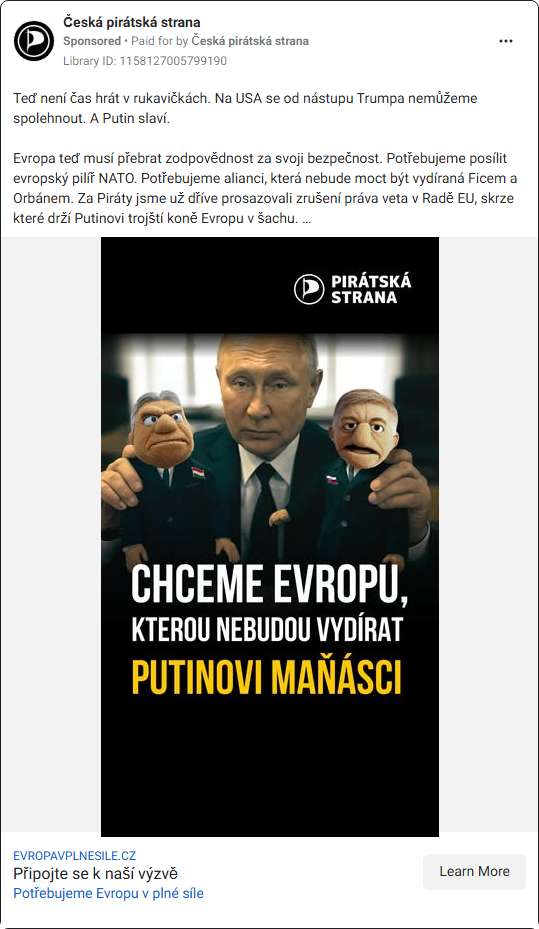 Česká pirátská strana
Sponsored • Paid for by Česká pirátská strana
Library ID: 1158127005799190
Teď není čas hrát v rukavičkách. Na USA se od nástupu Trumpa nemůžeme
spolehnout. A Putin slaví.
Evropa teď musí přebrat zodpovědnost za svoji bezpečnost. Potřebujeme posílit
evropský pilíř NATO. Potřebujeme alianci, která nebude moct být vydíraná Ficem a
Orbánem. Za Piráty jsme už dříve prosazovali zrušení práva veta v Radě EU, skrze
které drží Putinovi trojští koně Evropu v šachu. ...
PIRÁTSKÁ
STRANA
CHCEME EVROPU,
KTEROU NEBUDOU VYDÍRAT
PUTINOVI MAŇÁSCI
EVROPAVPLNESILE.CZ
Připojte se k naší výzvě
Potřebujeme Evropu v plné síle
Learn More